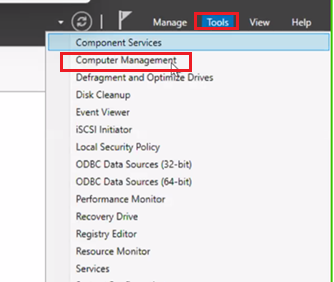 Manage Tools View Help
Component Services
Computer Management
Defragment and Optimize Drives
Disk Cleanup
Event Viewer
iSCSI Initiator
Local Security Policy
ODBC Data Sources (32-bit)
ODBC Data Sources (64-bit)
Performance Monitor
Recovery Drive
Registry Editor
Resource Monitor
Services